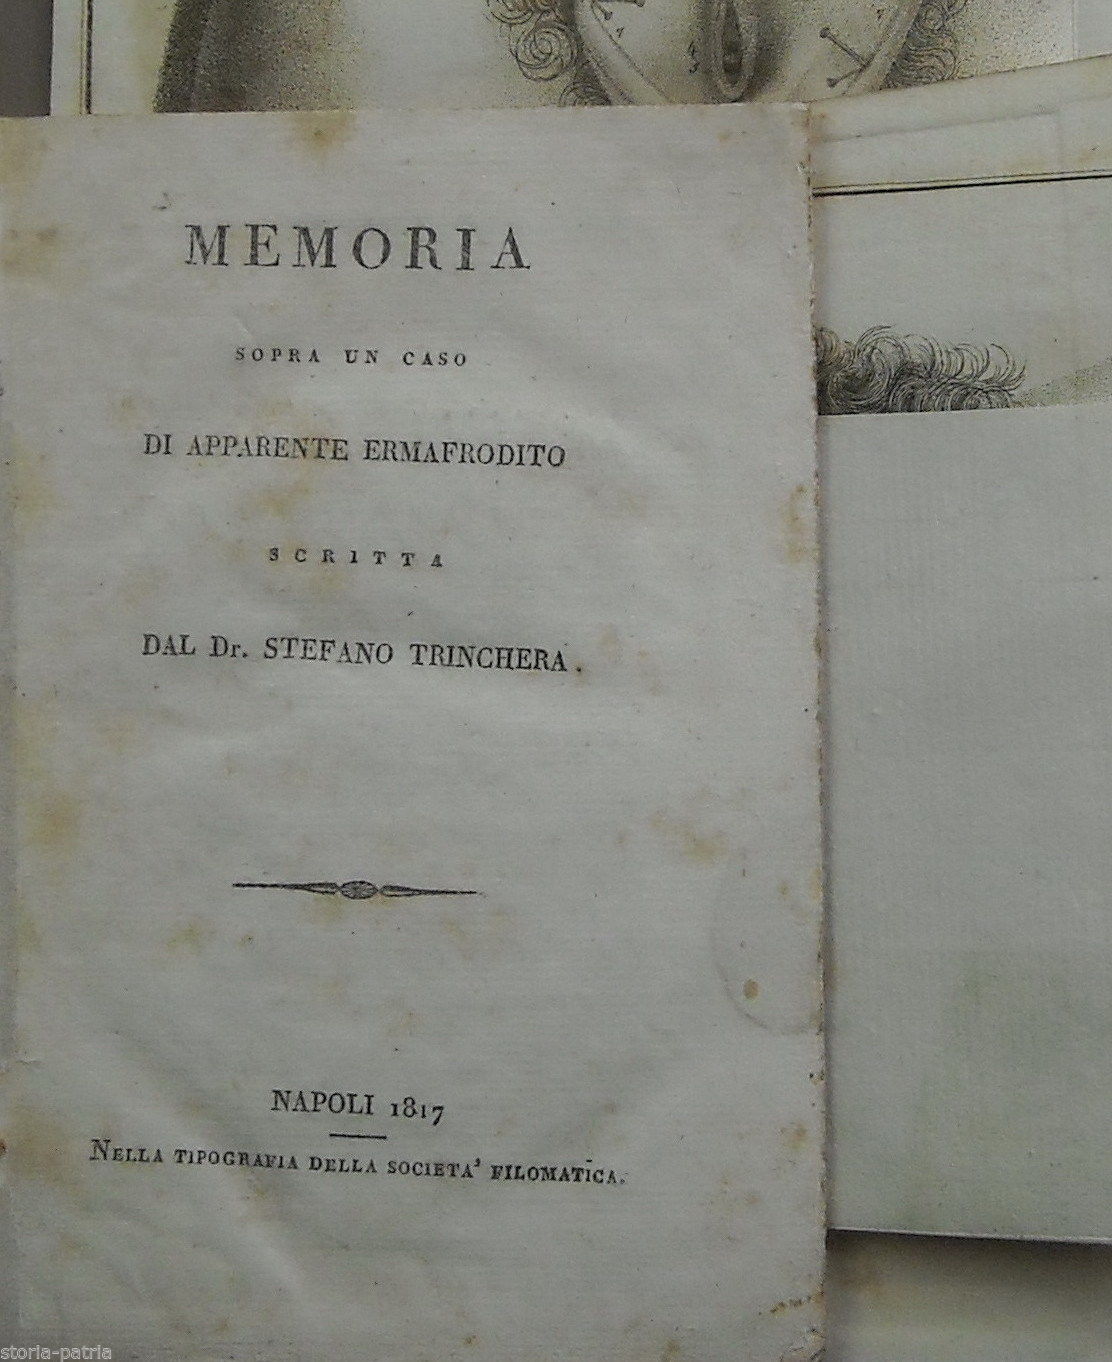 MEMORIA
SOPRA UN CASO
DI APPARENTE ERMAFRODITO
SCRITTA
DAL Dr. STEFANO TRINCHERA.
NAPOLI 1817
NELLA TIPOGRAFIA DELLA SOCIETA' FILOMATICA.
storia-patria